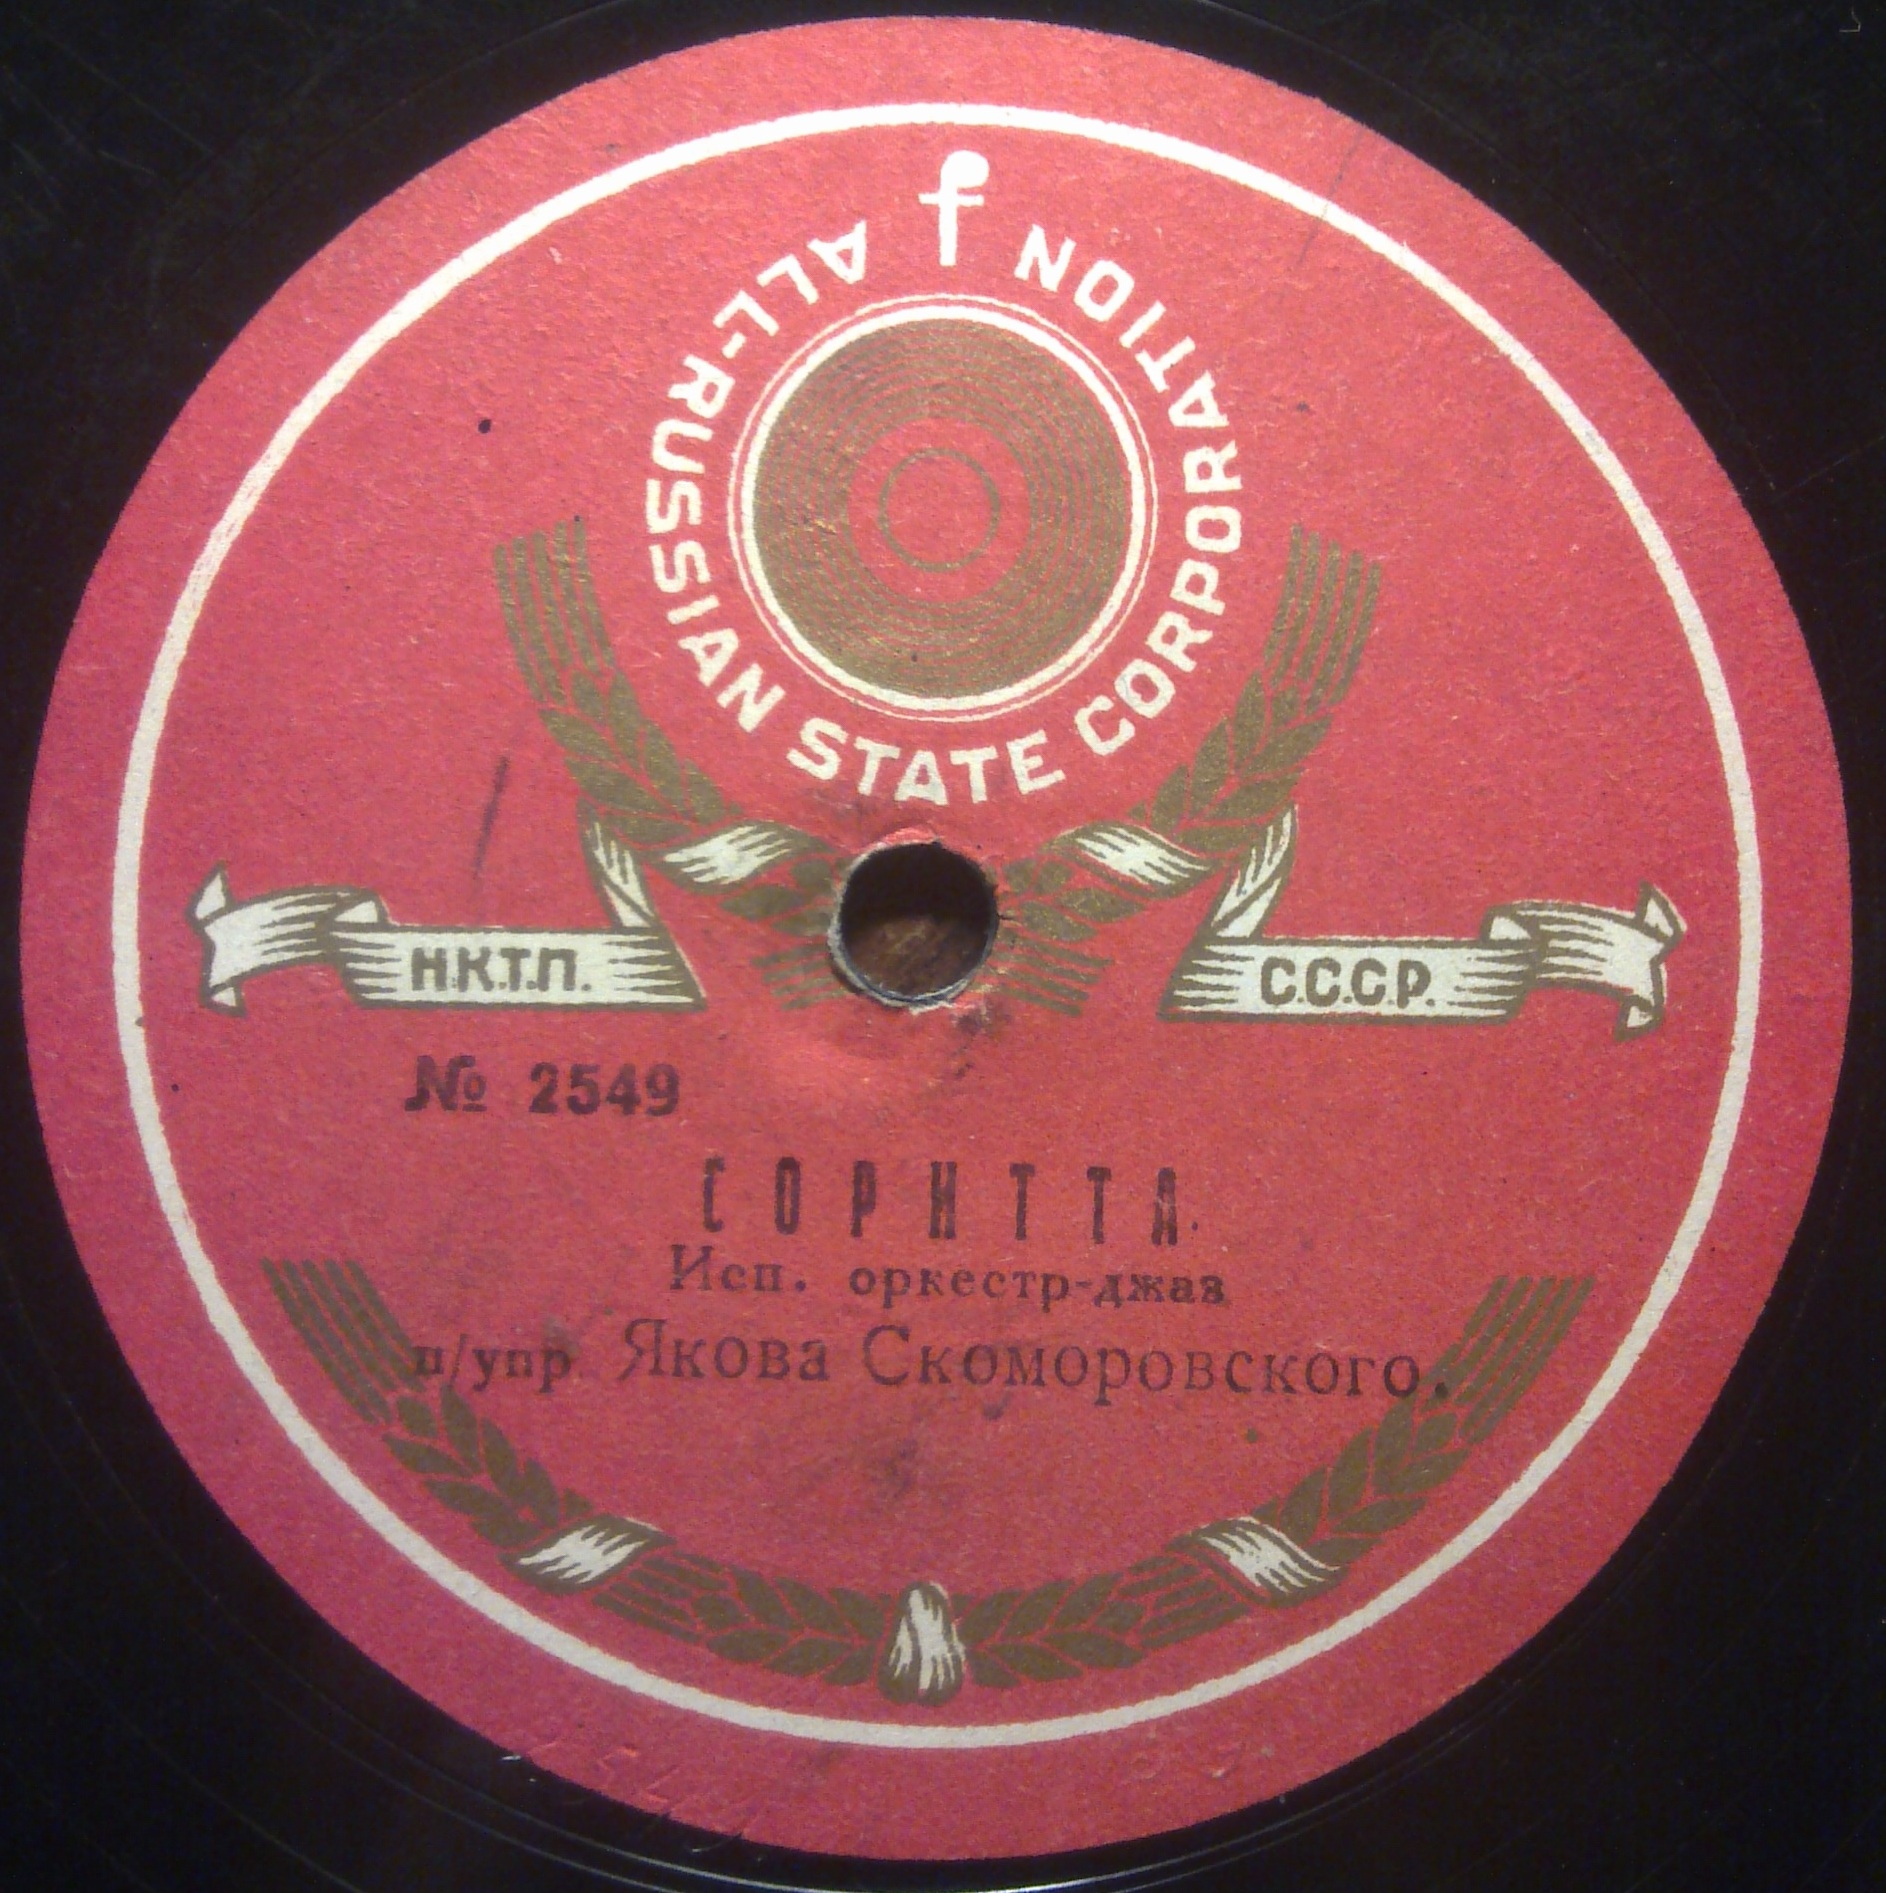 ALL-RUSSIAN STATE CORPORATION
Н.К.Т.П.
С.С.С.Р.
№ 2549
СОРИТТА.
Исп. оркестр-джаз
п/упр. Якова Скоморовского.